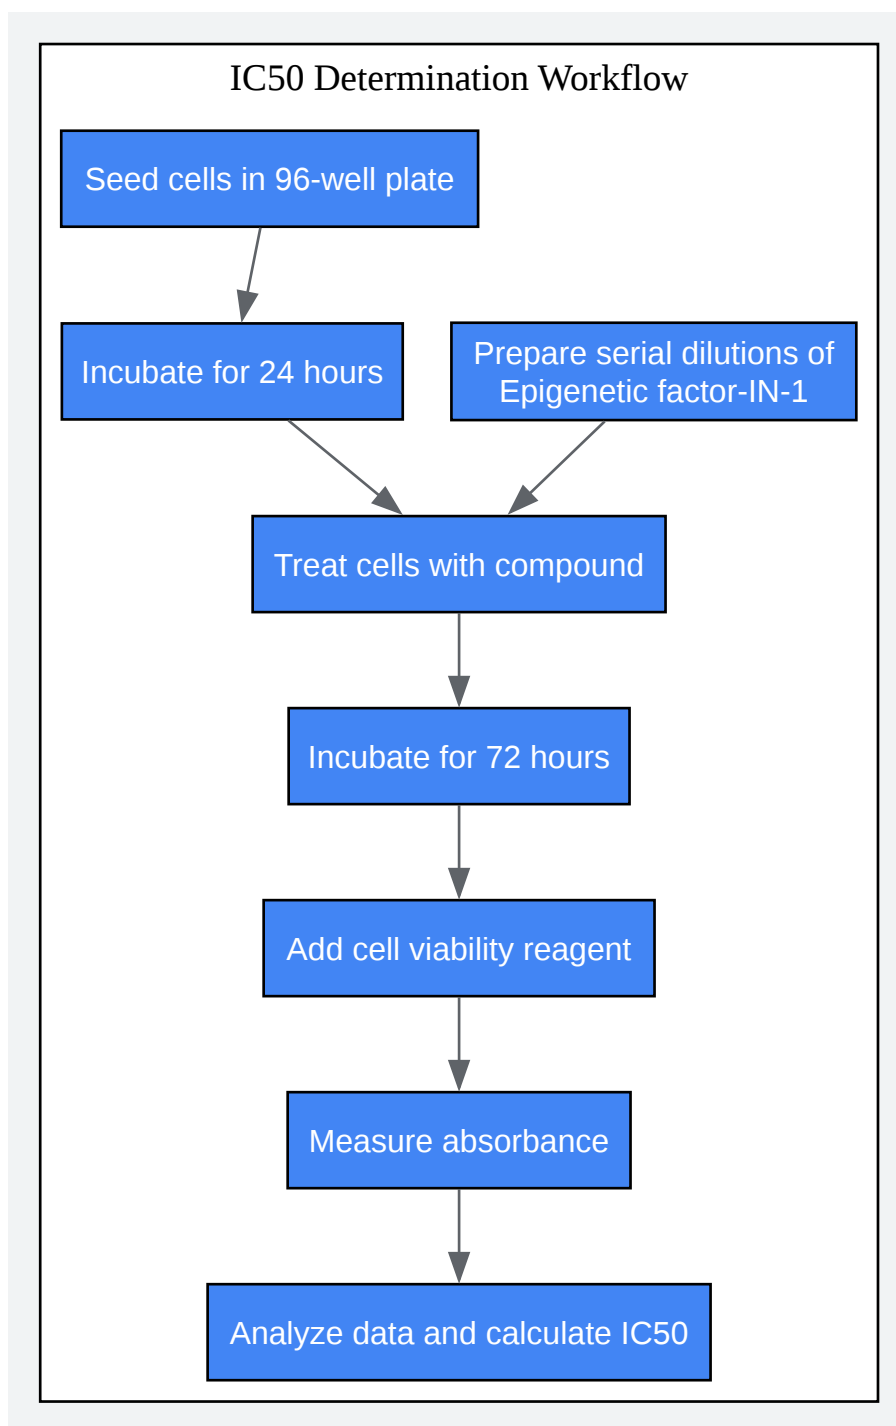 IC50 Determination Workflow
Seed cells in 96-well plate
Incubate for 24 hours
Prepare serial dilutions of
Epigenetic factor-IN-1
Treat cells with compound
Incubate for 72 hours
Add cell viability reagent
Measure absorbance
Analyze data and calculate IC50